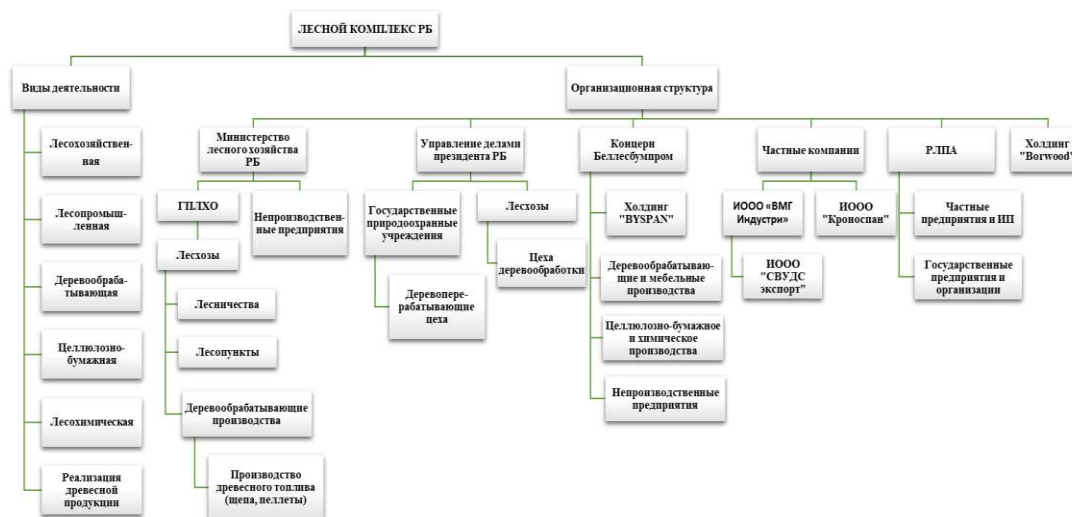 ЛЕСНОЙ КОМПЛЕКС РБ
Виды деятельности
Лесохозяйствен-
ная
Лесопромыш-
ленная
Деревообраба-
тывающая
Целлюлозно-
бумажная
Лесохимическая
Реализация
древесной
продукции
Организационная структура
Министерство
лесного хозяйства
РБ
ГПЛХО
Лесхозы
Лесничества
Лесопункты
Деревообрабатывающие
производства
Производство
древесного топлива
(щепа, пеллеты)
Непроизводствен-
ные предприятия
Управление делами
президента РБ
Государственные
природоохранные
учреждения
Деревопере-
рабатывающие
цеха
Лесхозы
Цеха
деревообработки
Концерн
Беллесбумпром
Холдинг
"BYSPAN"
Деревообрабатываю-
щие и мебельные
производства
Целлюлозно-бумажное
и химическое
производства
Непроизводственные
предприятия
Частные компании
ИООО «ВМГ
Индустри»
ИООО
"СВУДС
экспорт"
ИООО
"Кроноспан"
РЛПА
Частные
предприятия и ИП
Государственные
предприятия и
организации
Холдинг
"Borwood"